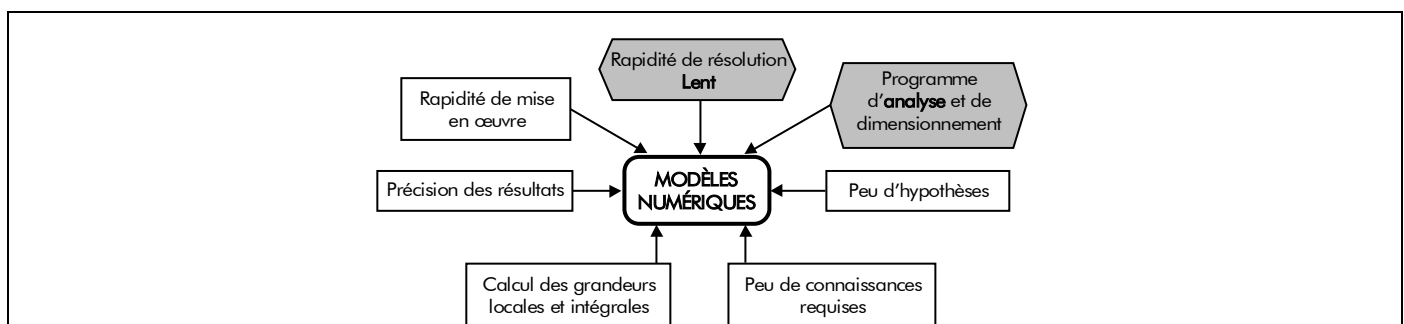 Rapidité de résolution
Lent
Programme
d'analyse et de
dimensionnement
Rapidité de mise
en œuvre
MODÈLES
NUMÉRIQUES
Précision des résultats
Peu d'hypothèses
Calcul des grandeurs
locales et intégrales
Peu de connaissances
requises